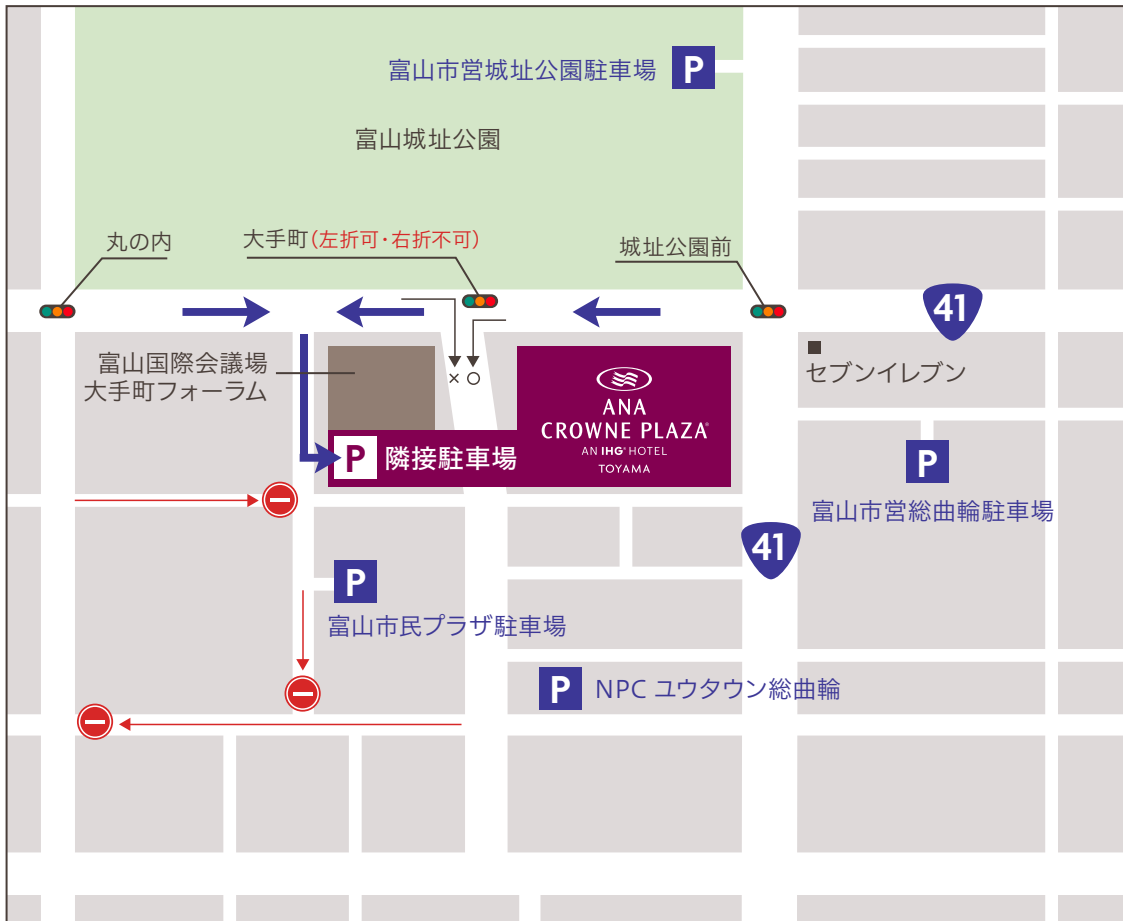 富山市営城址公園駐車場 P
富山城址公園
丸の内
大手町(左折可・右折不可)
城址公園前
41
富山国際会議場
大手町フォーラム
×○
セブンイレブン
ANA
CROWNE PLAZA®
AN IHG® HOTEL
TOYAMA
P 隣接駐車場
P
富山市営総曲輪駐車場
41
P
富山市民プラザ駐車場
P NPC ユウタウン総曲輪